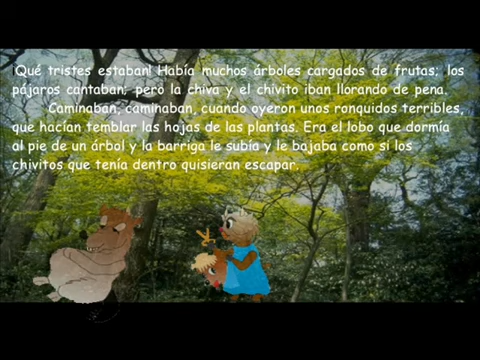 ¡Qué tristes estaban! Había muchos árboles cargados de frutas; los
pájaros cantaban; pero la chiva y el chivito iban llorando de pena.
Caminaban, caminaban, cuando oyeron unos ronquidos terribles,
que hacían temblar las hojas de las plantas. Era el lobo que dormía
al pie de un árbol y la barriga le subía y le bajaba como si los
chivitos que tenía dentro quisieran escapar.